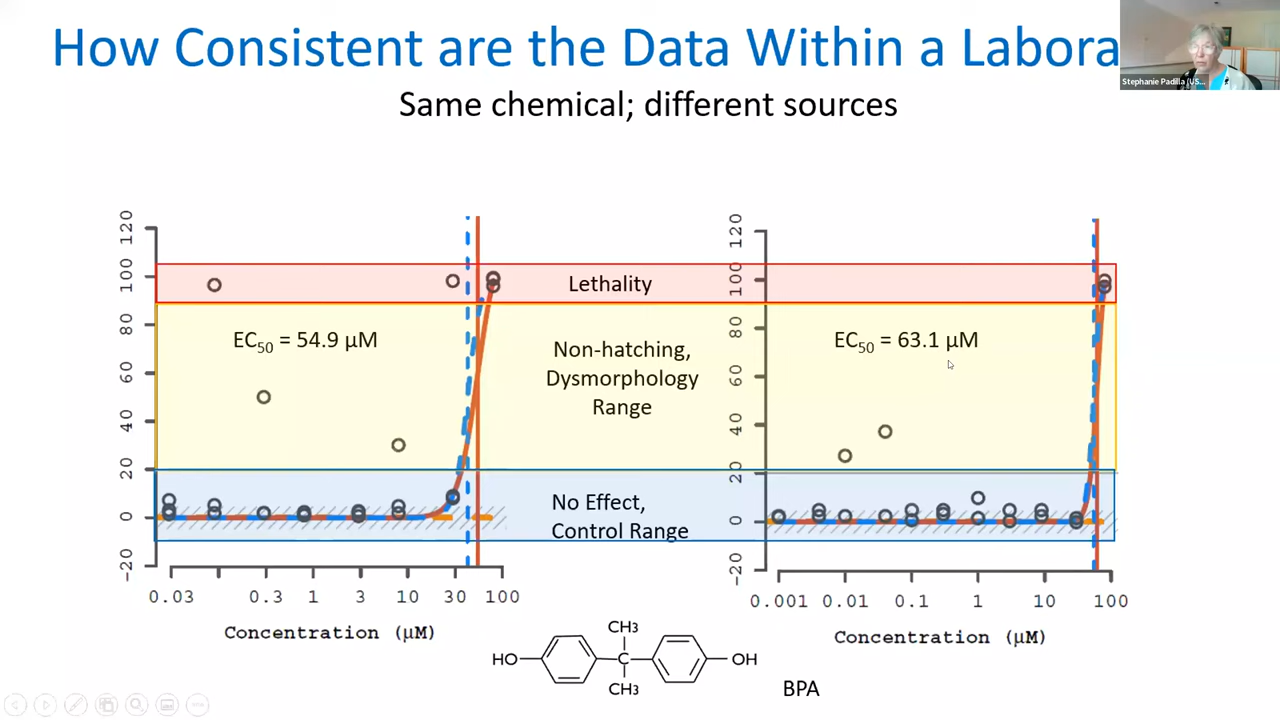 How Consistent are the Data Within a Labora
Stephanie Padilla (US...
Same chemical; different sources
120
100
80
60
40
20
0
-20
Lethality
EC50 = 54.9 µM
Non-hatching,
Dysmorphology
Range
No Effect,
Control Range
0.03 0.3 1 3 10 30 100
Concentration (µM)
120
100
80
60
40
2
0
-20
EC50 = 63.1 µM
0.001 0.01 0.1 1 10 100
Concentration (µM)
CH3
HO
C
OH
CH3
BPA